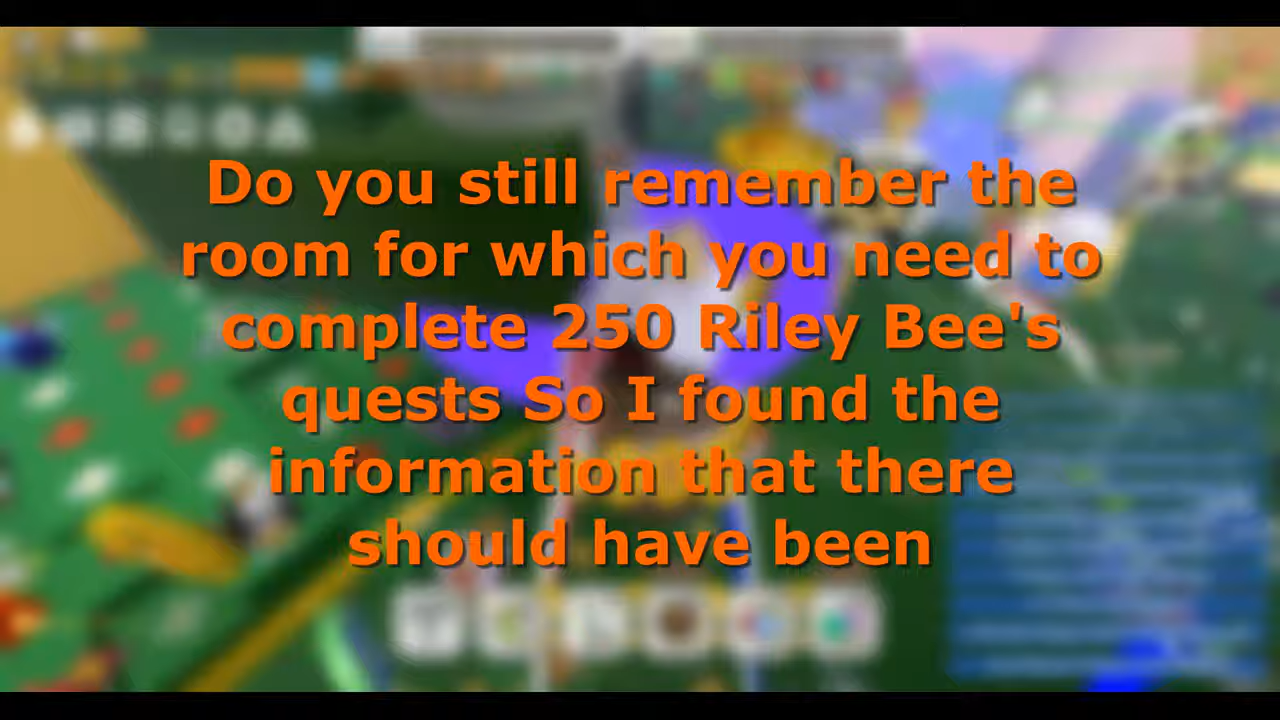 Do you still remember the
room for which you need to
complete 250 Riley Bee's
quests So I found the
information that there
should have been